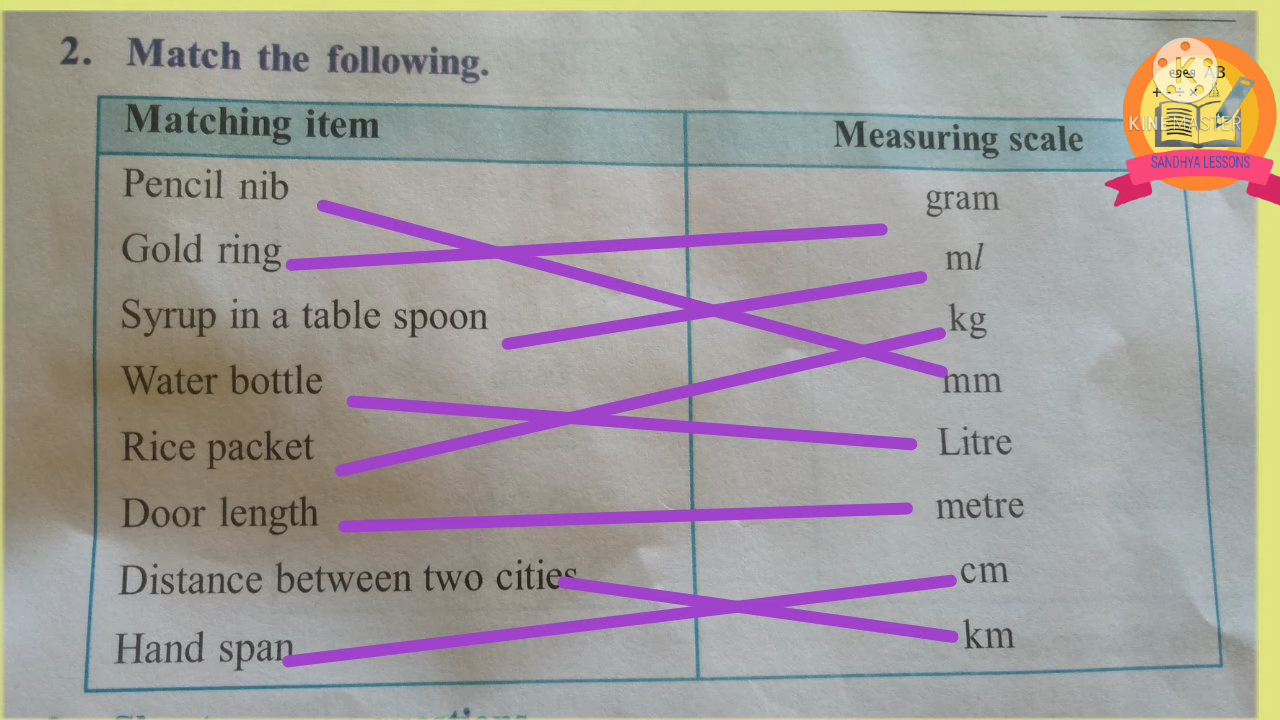 2. Match the following.
Matching item Measuring scale
Pencil nib gram
Gold ring ml
Syrup in a table spoon kg
Water bottle mm
Rice packet Litre
Door length metre
Distance between two cities cm
Hand span km
K
AB
+ - ÷ ×
KINEMASTER
SANDHYA LESSONS